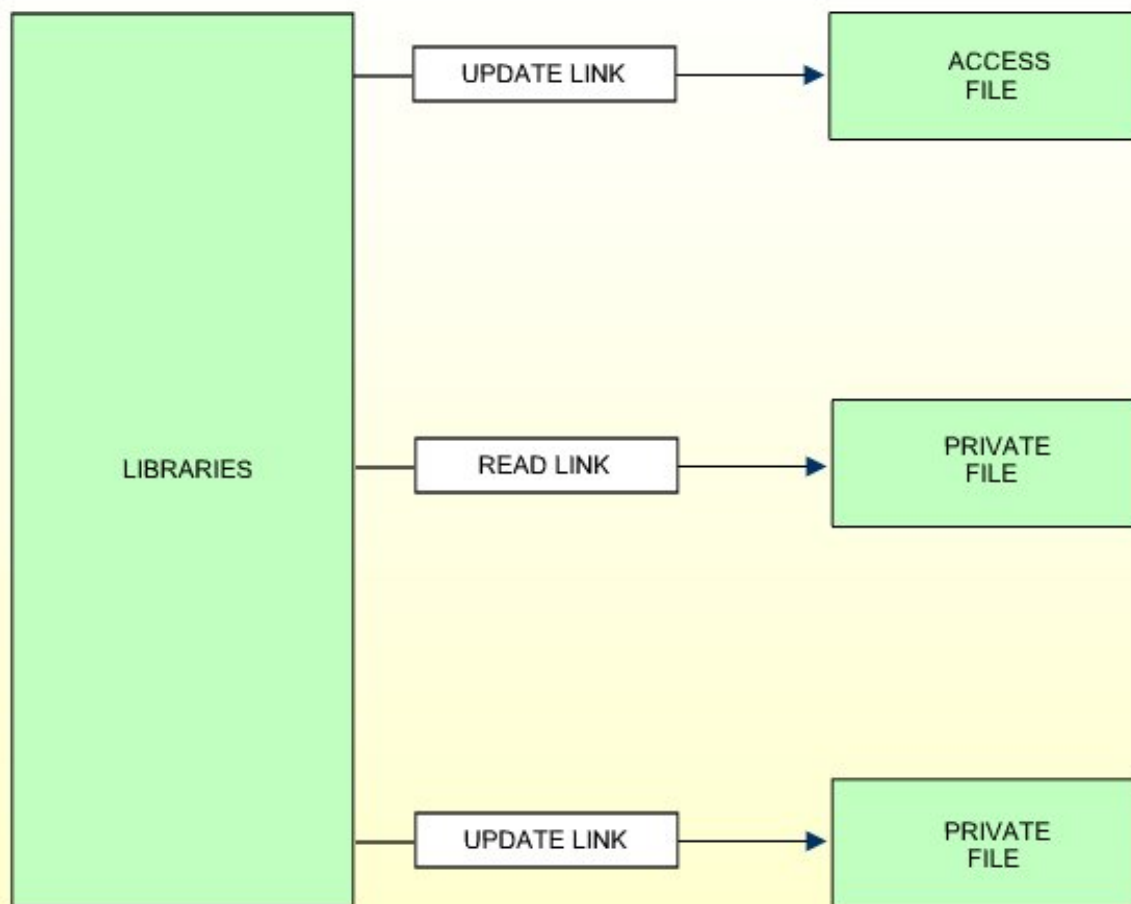 UPDATE LINK
ACCESS
FILE
LIBRARIES
READ LINK
PRIVATE
FILE
UPDATE LINK
PRIVATE
FILE